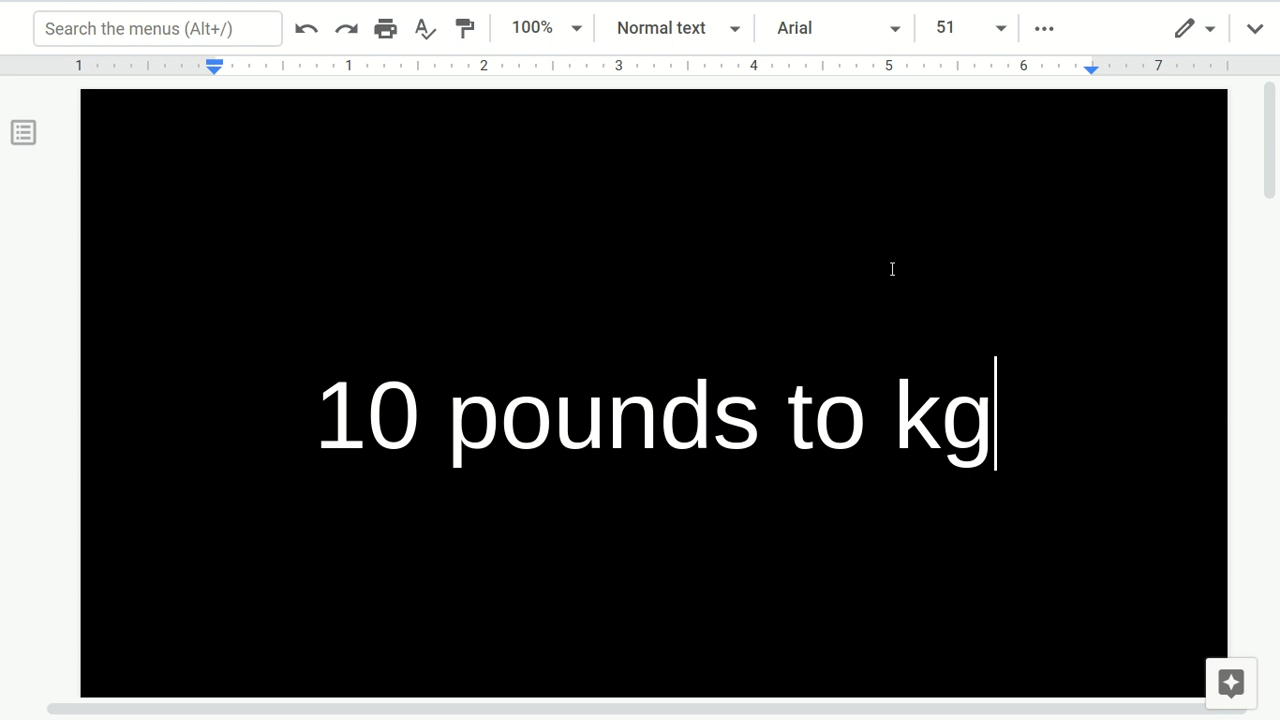 Search the menus (Alt+/) 100% Normal text Arial 51
1 1 2 3 4 5 6 7
10 pounds to kg